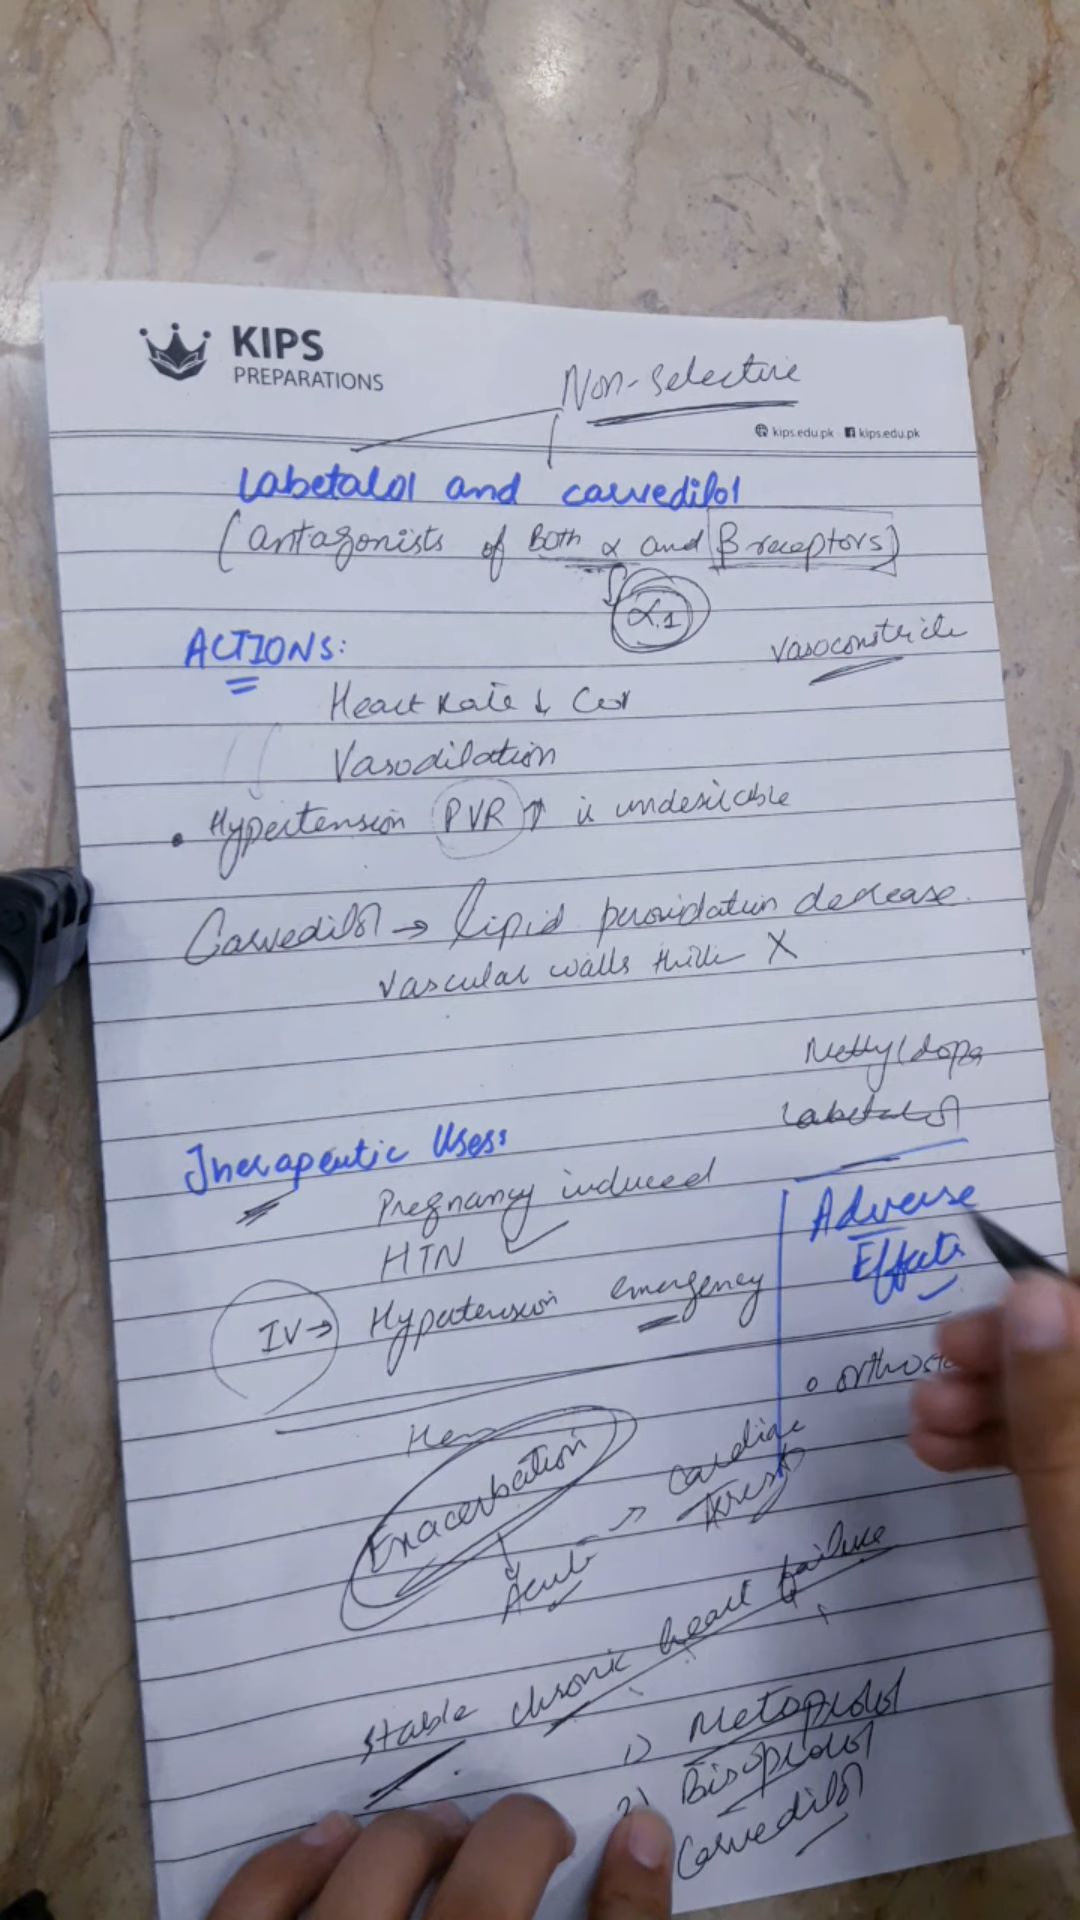 KIPS
PREPARATIONS
Non-Selective
kips.edu.pk kips.edu.pk
Labetalol and carvedilol
(antagonists of Both α and β receptors)
α1
ACTIONS:
vasoconstrictn
Heart Rate ↓
Vasodilation
• Hypertension PVR ↑ is undesirable
Carvedilol → lipid peroxidation decrease.
vascular walls thick X
Methyldopa
Labetalol
Therapeutic Uses:
Pregnancy induced
HTN ✓
IV → Hypertension emergency
Adverse
Effects
Exacerbation
Acute → Cardiac
Arrest
stable chronic heart failure
1) Metoprolol
2) Bisoprolol
Carvedilol